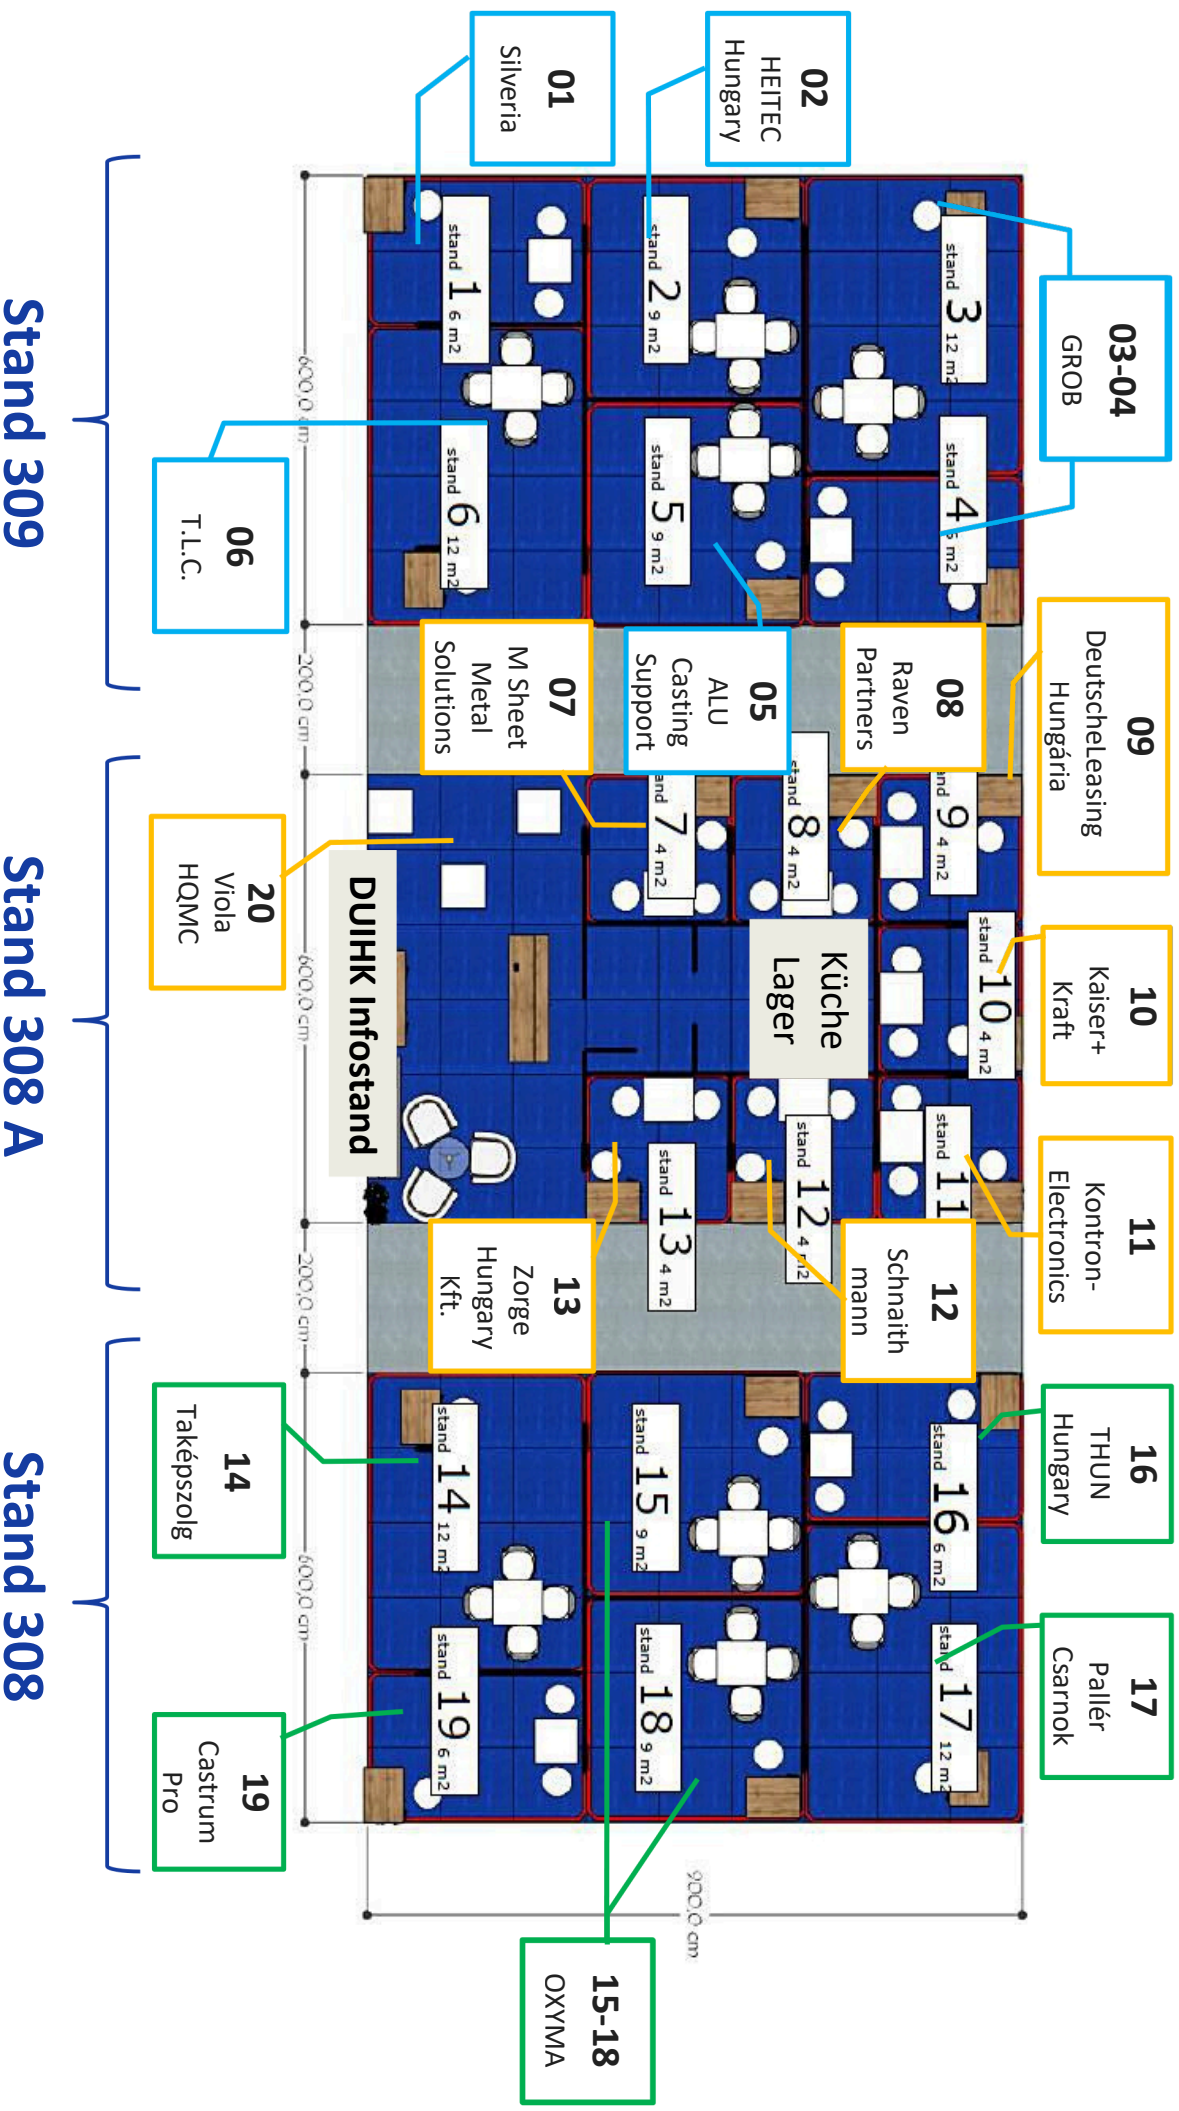 03-04
GROB
09
DeutscheLeasing
Hungária
10
Kaiser+
Kraft
11
Kontron-
Electronics
16
THUN
Hungary
17
Pallér
Csarnok
stand 3 12 m2
stand 4 6 m2
08
Raven
Partners
and 9 4 m2
stand 10 4 m2
stand 11
12
Schnaith
mann
stand 16 6 m2
stand 17 12 m2
02
HEITEC
Hungary
stand 2 9 m2
stand 5 9 m2
05
ALU
Casting
Support
tand 8 4 m2
Küche
Lager
stand 12 4 m2
stand 15 9 m2
stand 18 9 m2
900,0 cm
01
Silveria
07
M Sheet
Metal
Solutions
and 7 4 m2
stand 13 4 m2
13
Zorge
Hungary
Kft.
15-18
OXYMA
stand 1 6 m2
stand 6 12 m2
stand 14 12 m2
stand 19 6 m2
DUIHK Infostand
600,0 cm
200,0 cm
600,0 cm
200,0 cm
600,0 cm
06
T.L.C.
20
Viola
HQMC
14
Taképszolg
19
Castrum
Pro
Stand 309
Stand 308 A
Stand 308